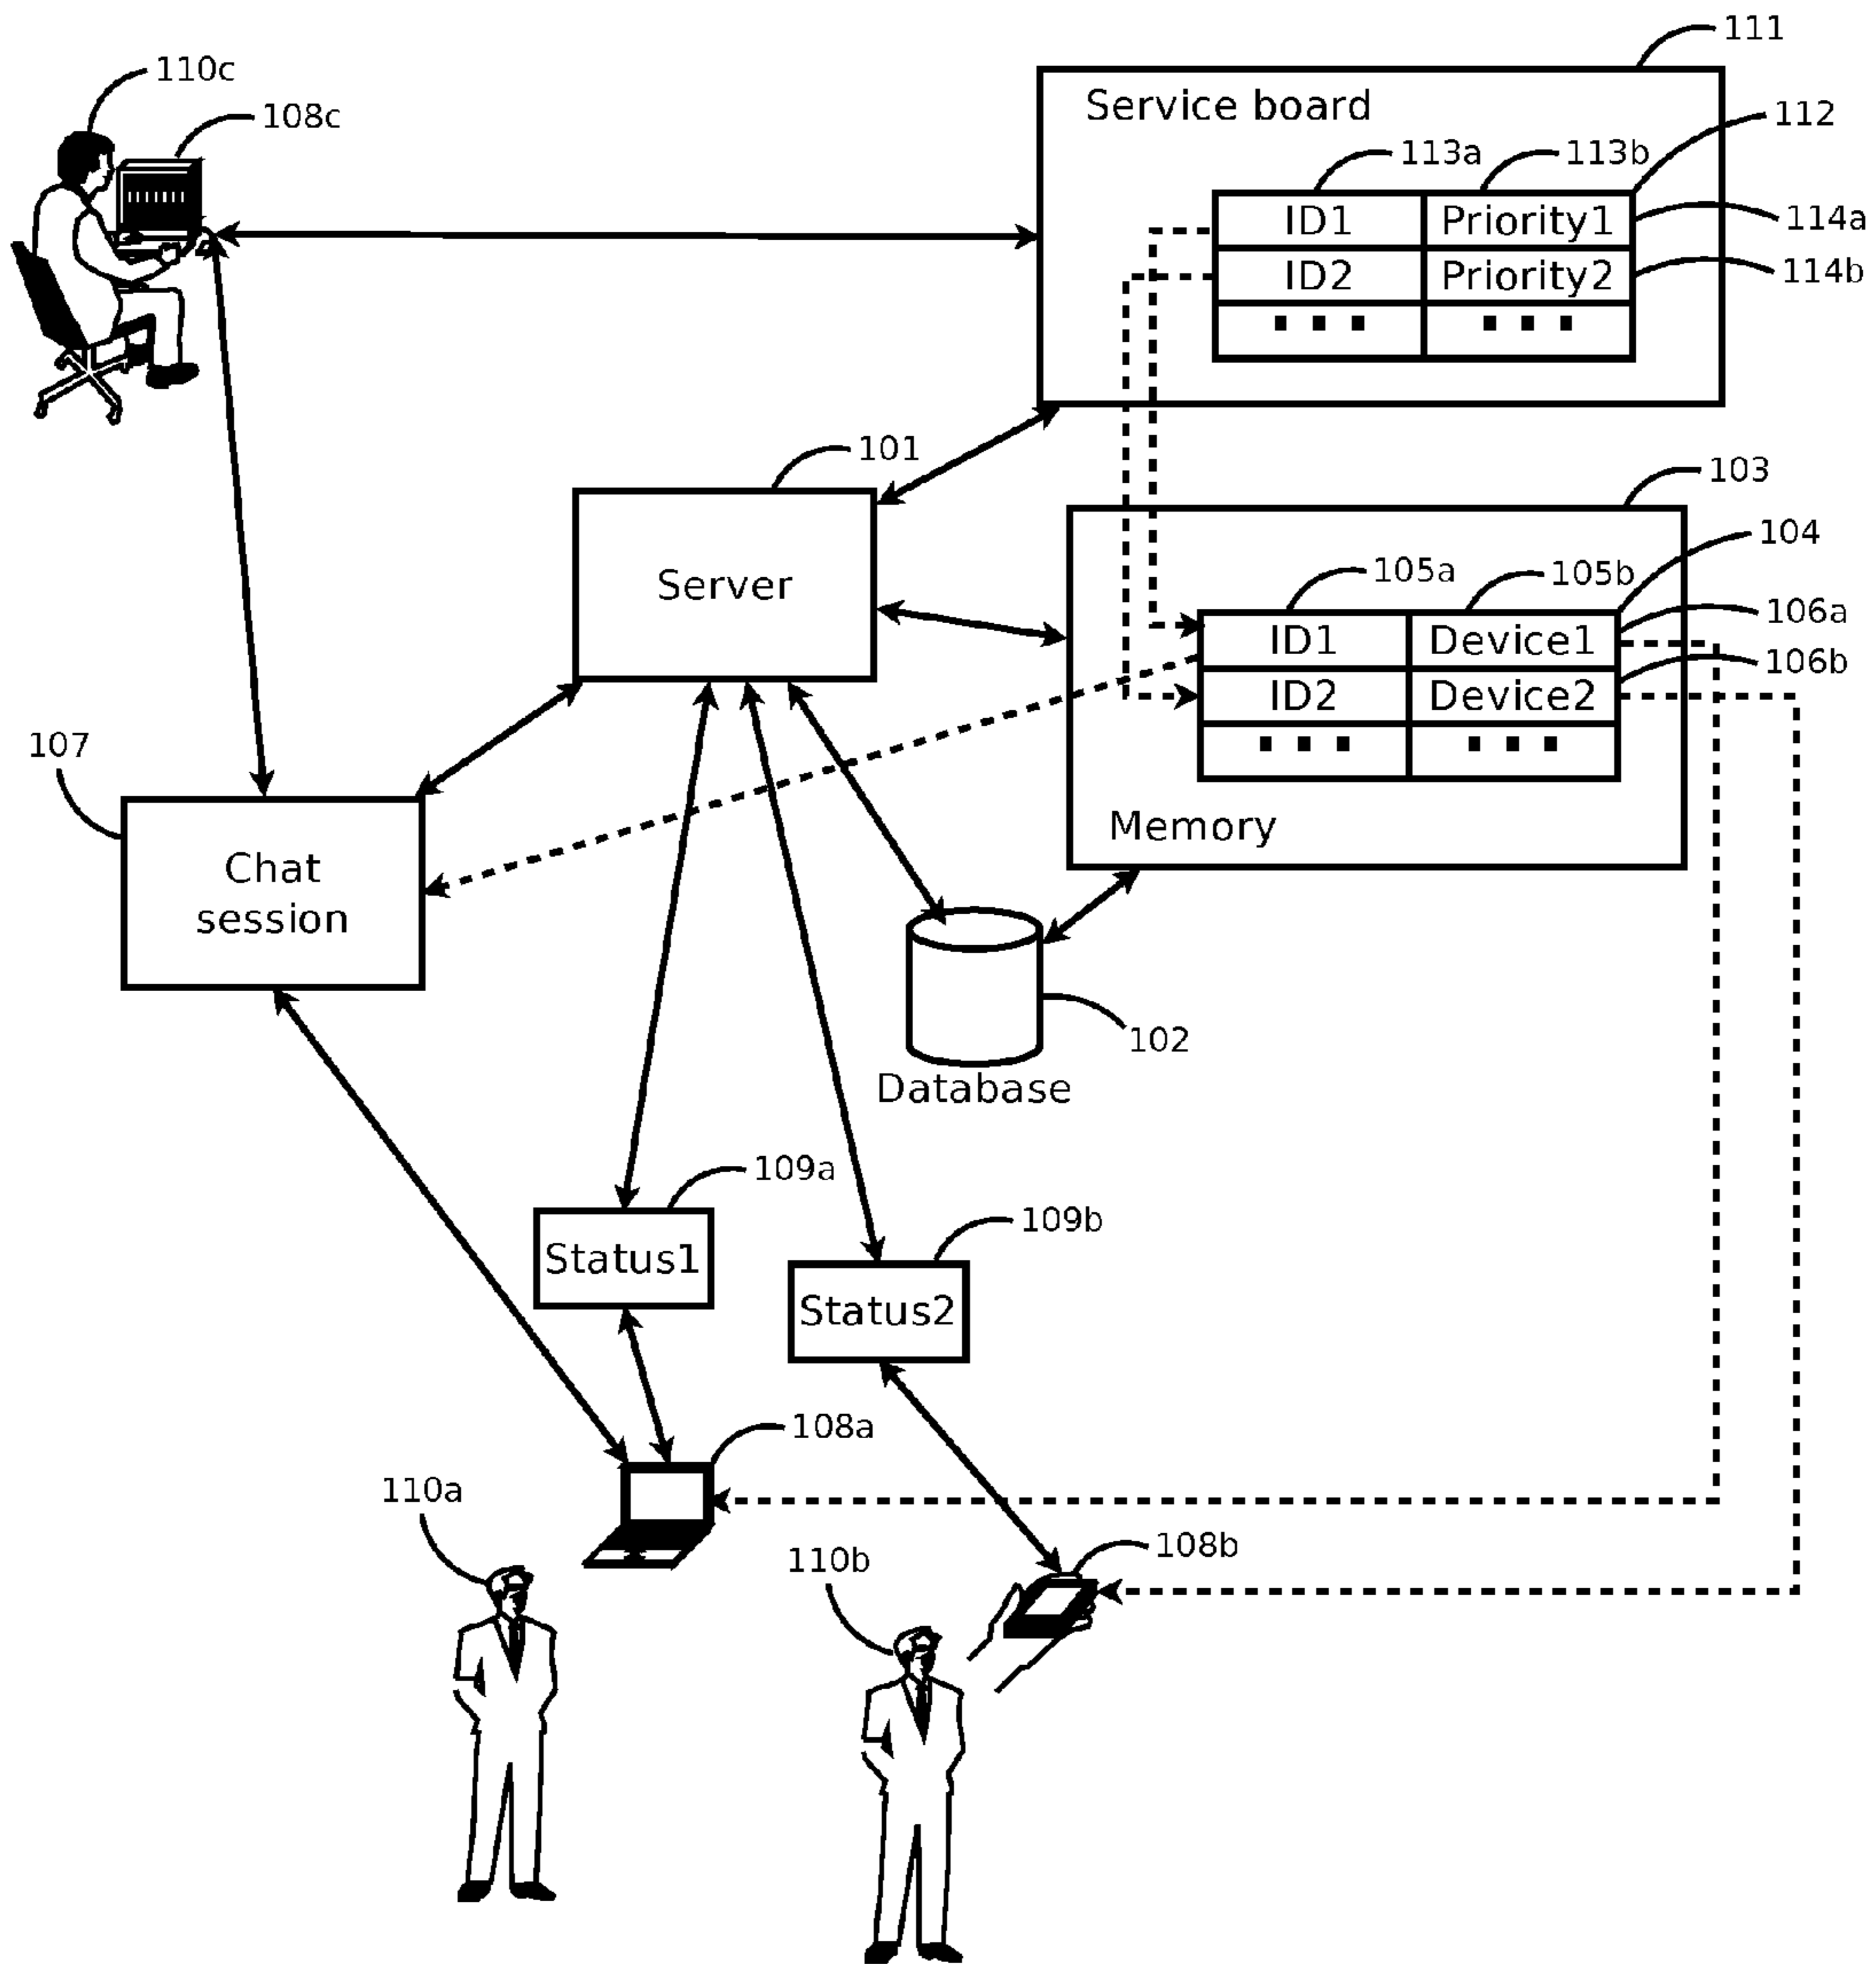 111
110c
108c
Service board
112
113a
113b
ID1
Priority1
114a
ID2
Priority2
114b
101
103
104
Server
105a
105b
106a
ID1
Device1
106b
ID2
Device2
107
Memory
Chat
session
102
Database
109a
109b
Status1
Status2
108a
110a
108b
110b